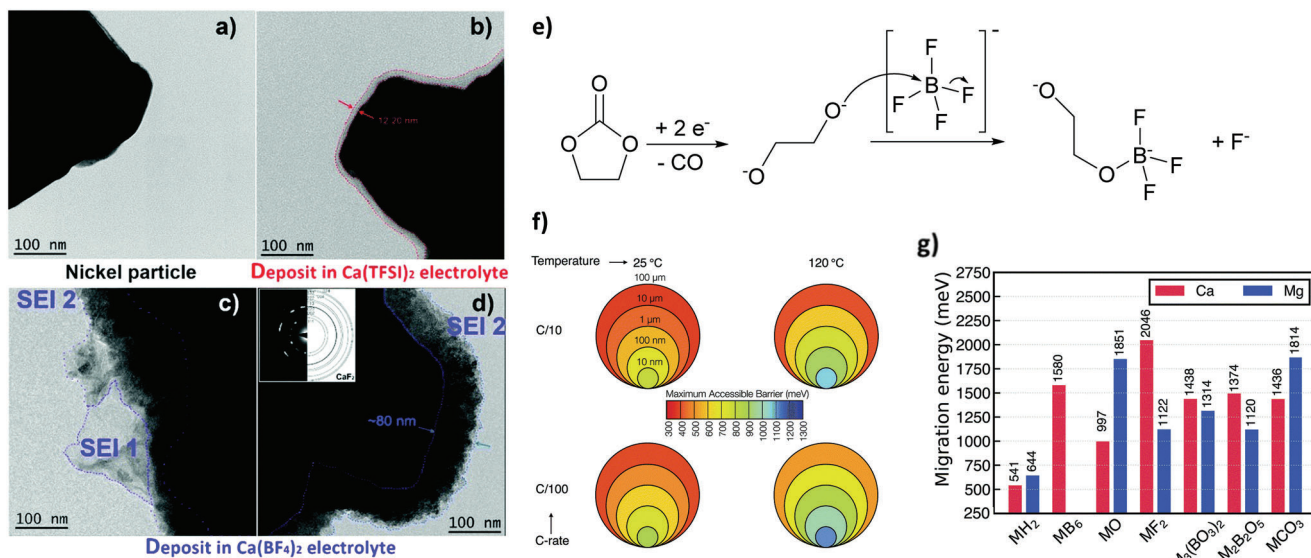 a)
b)
12-20 nm
100 nm
100 nm
Nickel particle
Deposit in Ca(TFSI)₂ electrolyte
c)
d)
SEI 2
SEI 1
CaF₂
SEI 2
~80 nm
100 nm
100 nm
Deposit in Ca(BF₄)₂ electrolyte
e)
O
O
O
+ 2 e⁻
- CO
O⁻
⁻O
F
F
B
F
F
⁻
⁻O
O
F
B⁻
F
F
+ F⁻
f)
Temperature → 25 °C
120 °C
100 µm
10 µm
1 µm
100 nm
10 nm
C/10
Maximum Accessible Barrier (meV)
300 400 500 600 700 800 900 1000 1100 1200 1300
C/100
C-rate
g)
Migration energy (meV)
2750
2500
2250
2000
1750
1500
1250
1000
750
500
250
0
Ca
Mg
541
644
1580
997
1851
2046
1122
1438
1314
1374
1120
1436
1814
MH₂
MB₆
MO
MF₂
M₃(BO₃)₂
M₂B₂O₅
MCO₃